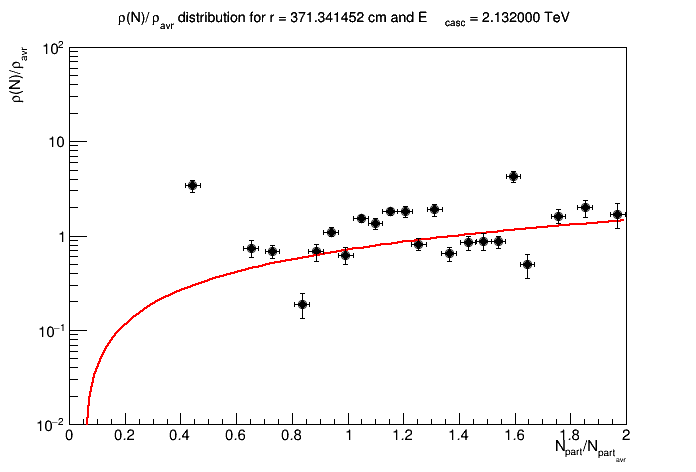 ρ(N)/ρavr distribution for r = 371.341452 cm and E casc = 2.132000 TeV
ρ(N)/ρavr
10²
10
1
10⁻¹
10⁻²
0 0.2 0.4 0.6 0.8 1 1.2 1.4 1.6 1.8 2
Npart/Npartavr